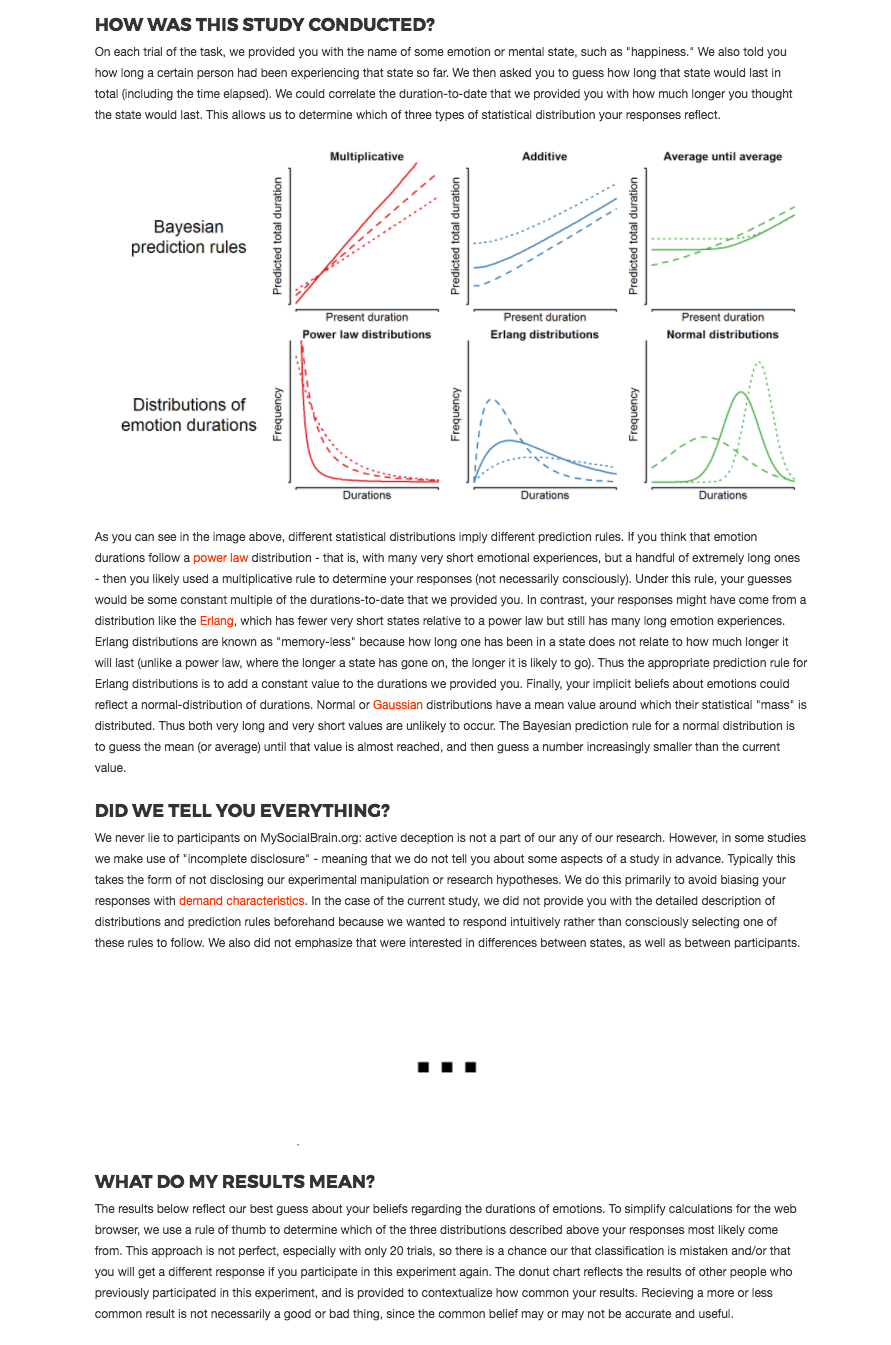 HOW WAS THIS STUDY CONDUCTED?
On each trial of the task, we provided you with the name of some emotion or mental state, such as "happiness." We also told you
how long a certain person had been experiencing that state so far. We then asked you to guess how long that state would last in
total (including the time elapsed). We could correlate the duration-to-date that we provided you with how much longer you thought
the state would last. This allows us to determine which of three types of statistical distribution your responses reflect.
Multiplicative
Additive
Average until average
Bayesian
prediction rules
Predicted total duration
Predicted total duration
Predicted total duration
Present duration
Present duration
Present duration
Power law distributions
Erlang distributions
Normal distributions
Distributions of
emotion durations
Frequency
Frequency
Frequency
Durations
Durations
Durations
As you can see in the image above, different statistical distributions imply different prediction rules. If you think that emotion
durations follow a power law distribution - that is, with many very short emotional experiences, but a handful of extremely long ones
- then you likely used a multiplicative rule to determine your responses (not necessarily consciously). Under this rule, your guesses
would be some constant multiple of the durations-to-date that we provided you. In contrast, your responses might have come from a
distribution like the Erlang, which has fewer very short states relative to a power law but still has many long emotion experiences.
Erlang distributions are known as "memory-less" because how long one has been in a state does not relate to how much longer it
will last (unlike a power law, where the longer a state has gone on, the longer it is likely to go). Thus the appropriate prediction rule for
Erlang distributions is to add a constant value to the durations we provided you. Finally, your implicit beliefs about emotions could
reflect a normal-distribution of durations. Normal or Gaussian distributions have a mean value around which their statistical "mass" is
distributed. Thus both very long and very short values are unlikely to occur. The Bayesian prediction rule for a normal distribution is
to guess the mean (or average) until that value is almost reached, and then guess a number increasingly smaller than the current
value.
DID WE TELL YOU EVERYTHING?
We never lie to participants on MySocialBrain.org: active deception is not a part of our any of our research. However, in some studies
we make use of "incomplete disclosure" - meaning that we do not tell you about some aspects of a study in advance. Typically this
takes the form of not disclosing our experimental manipulation or research hypotheses. We do this primarily to avoid biasing your
responses with demand characteristics. In the case of the current study, we did not provide you with the detailed description of
distributions and prediction rules beforehand because we wanted to respond intuitively rather than consciously selecting one of
these rules to follow. We also did not emphasize that were interested in differences between states, as well as between participants.
WHAT DO MY RESULTS MEAN?
The results below reflect our best guess about your beliefs regarding the durations of emotions. To simplify calculations for the web
browser, we use a rule of thumb to determine which of the three distributions described above your responses most likely come
from. This approach is not perfect, especially with only 20 trials, so there is a chance our that classification is mistaken and/or that
you will get a different response if you participate in this experiment again. The donut chart reflects the results of other people who
previously participated in this experiment, and is provided to contextualize how common your results. Recieving a more or less
common result is not necessarily a good or bad thing, since the common belief may or may not be accurate and useful.